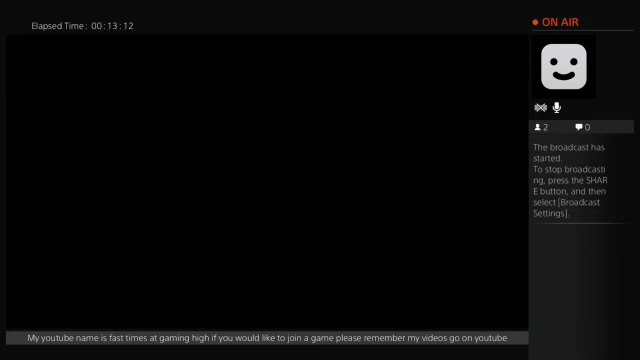 Elapsed Time: 00:13:12
ON AIR
2 0
The broadcast has
started.
To stop broadcasti
ng, press the SHAR
E button, and then
select [Broadcast
Settings].
My youtube name is fast times at gaming high if you would like to join a game please remember my videos go on youtube